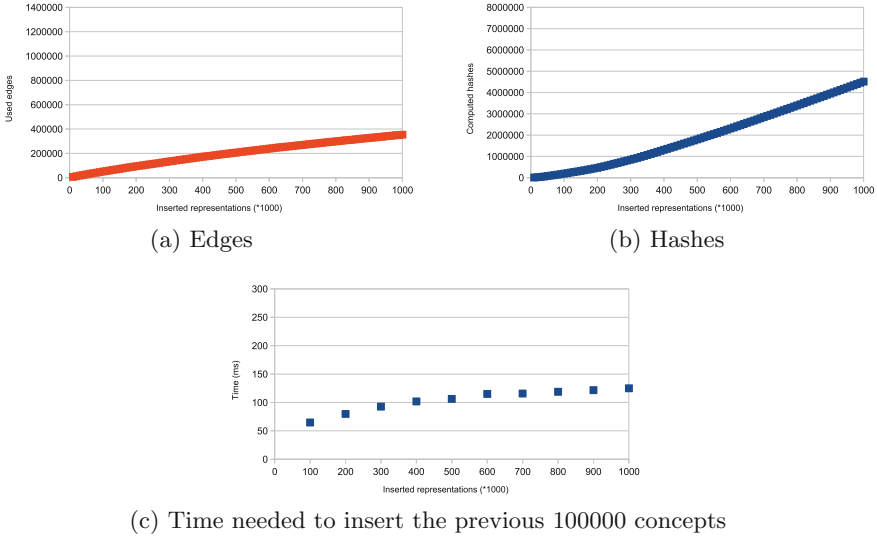 1400000
1200000
1000000
800000
600000
400000
200000
0
Used edges
0 100 200 300 400 500 600 700 800 900 1000
Inserted representations (*1000)
(a) Edges
8000000
7000000
6000000
5000000
4000000
3000000
2000000
1000000
0
Computed hashes
0 100 200 300 400 500 600 700 800 900 1000
Inserted representations (*1000)
(b) Hashes
300
250
200
150
100
50
0
Time (ms)
0 100 200 300 400 500 600 700 800 900 1000
Inserted representations (*1000)
(c) Time needed to insert the previous 100000 concepts